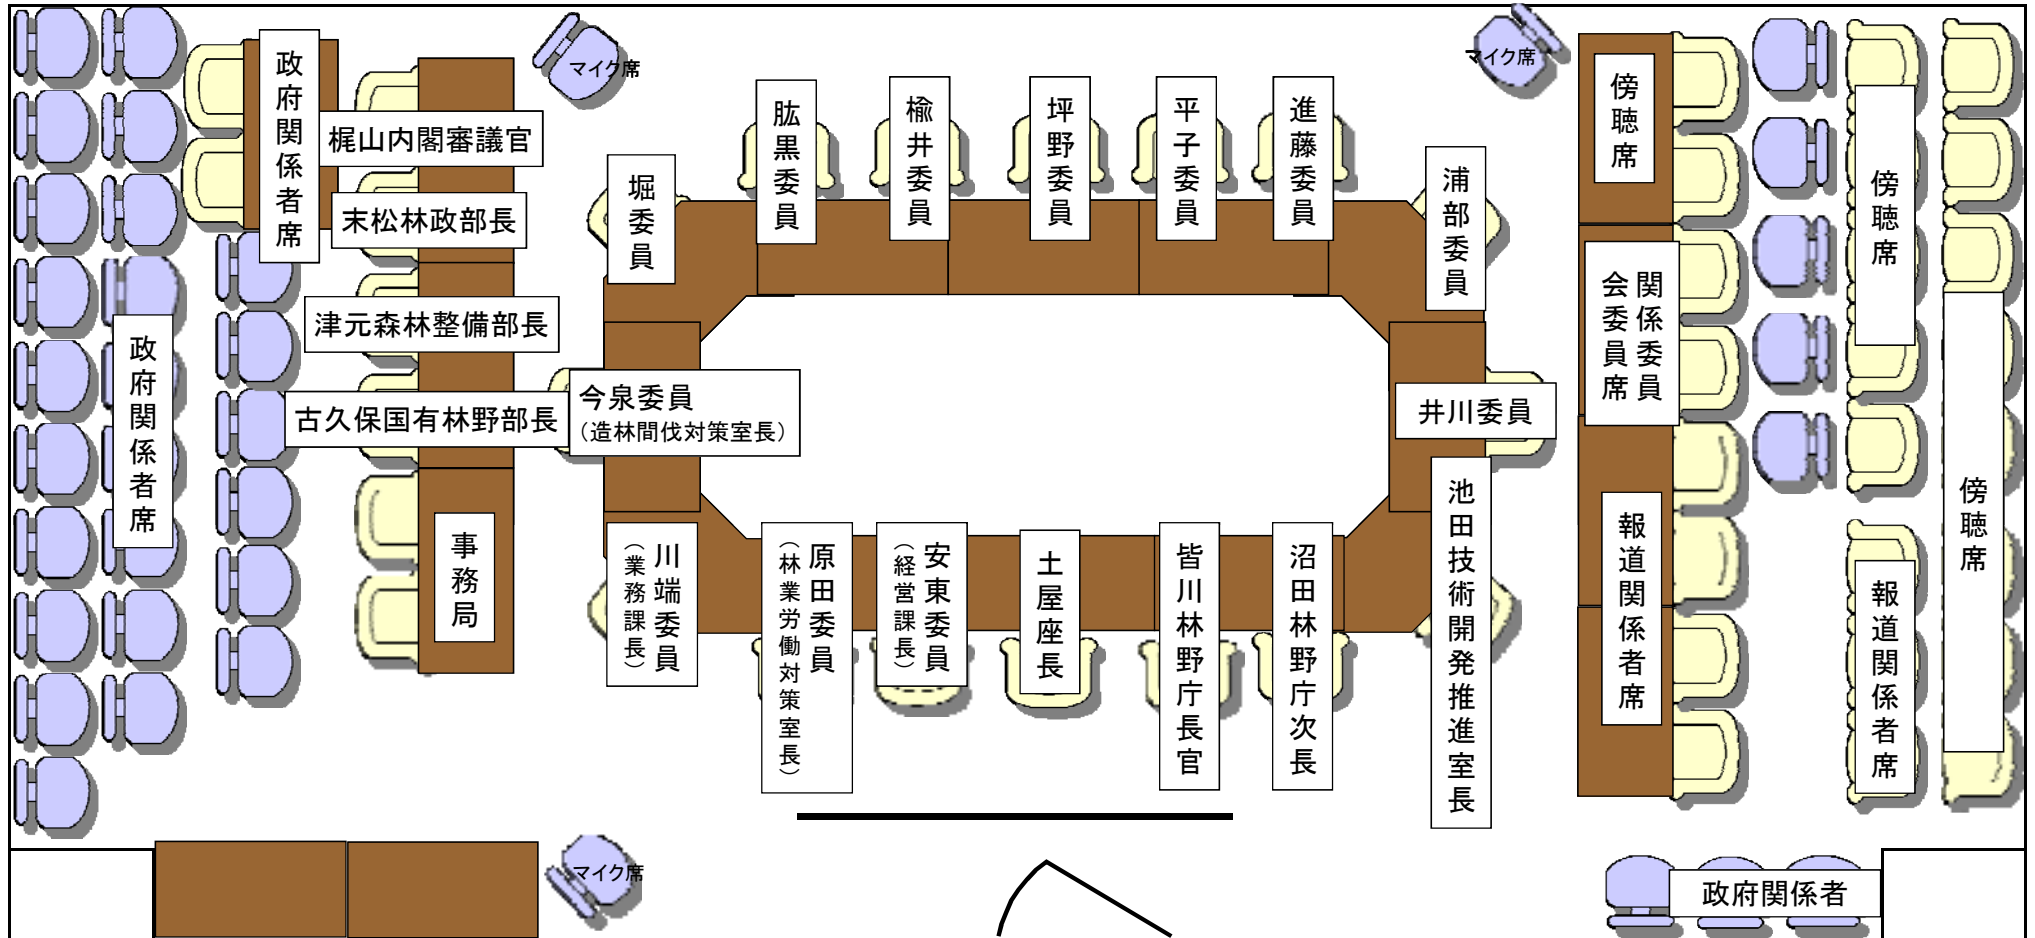 政府関係者席
梶山内閣審議官
末松林政部長
津元森林整備部長
古久保国有林野部長
事務局
政府関係者席
マイク席
マイク席
堀委員
肱黒委員
楡井委員
坪野委員
平子委員
進藤委員
浦部委員
今泉委員
（造林間伐対策室長）
井川委員
川端委員
（業務課長）
原田委員
（林業労働対策室長）
安東委員
（経営課長）
土屋座長
皆川林野庁長官
沼田林野庁次長
池田技術開発推進室長
傍聴席
関係委員
会委員席
報道関係者席
傍聴席
報道関係者席
傍聴席
マイク席
政府関係者